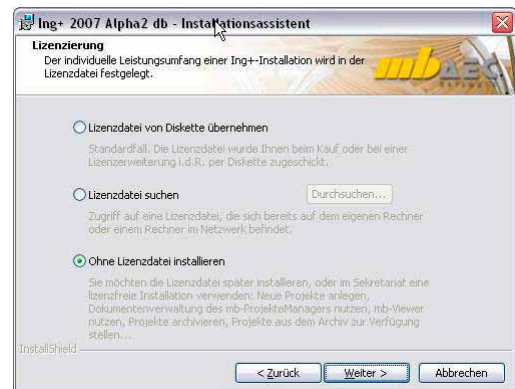 Ing+ 2007 Alpha2 db - Installationsassistent
Lizenzierung
Der individuelle Leistungsumfang einer Ing+-Installation wird in der
Lizenzdatei festgelegt.
mb AEC
Lizenzdatei von Diskette übernehmen
Standardfall. Die Lizenzdatei wurde Ihnen beim Kauf oder bei einer
Lizenzerweiterung i.d.R. per Diskette zugeschickt.
Lizenzdatei suchen
Durchsuchen...
Zugriff auf eine Lizenzdatei, die sich bereits auf dem eigenen Rechner
oder einem Rechner im Netzwerk befindet.
Ohne Lizenzdatei installieren
Sie möchten die Lizenzdatei später installieren, oder im Sekretariat eine
lizenzfreie Installation verwenden: Neue Projekte anlegen,
Dokumentenverwaltung des mb-ProjekteManagers nutzen, mb-Viewer
nutzen, Projekte archivieren, Projekte aus dem Archiv zur Verfügung
stellen...
InstallShield
< Zurück
Weiter >
Abbrechen